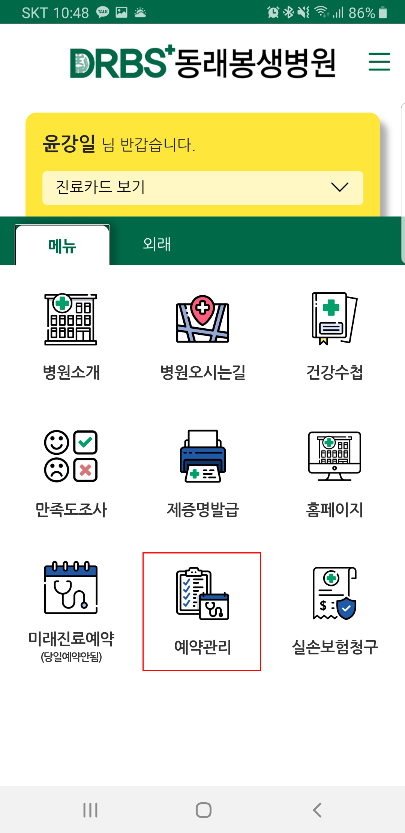 SKT 10:48 86%
DRBS+동래봉생병원
윤강일 님 반갑습니다.
진료카드 보기
메뉴 외래
병원소개 병원오시는길 건강수첩
만족도조사 제증명발급 홈페이지
미래진료예약 예약관리 실손보험청구
(당일예약안됨)